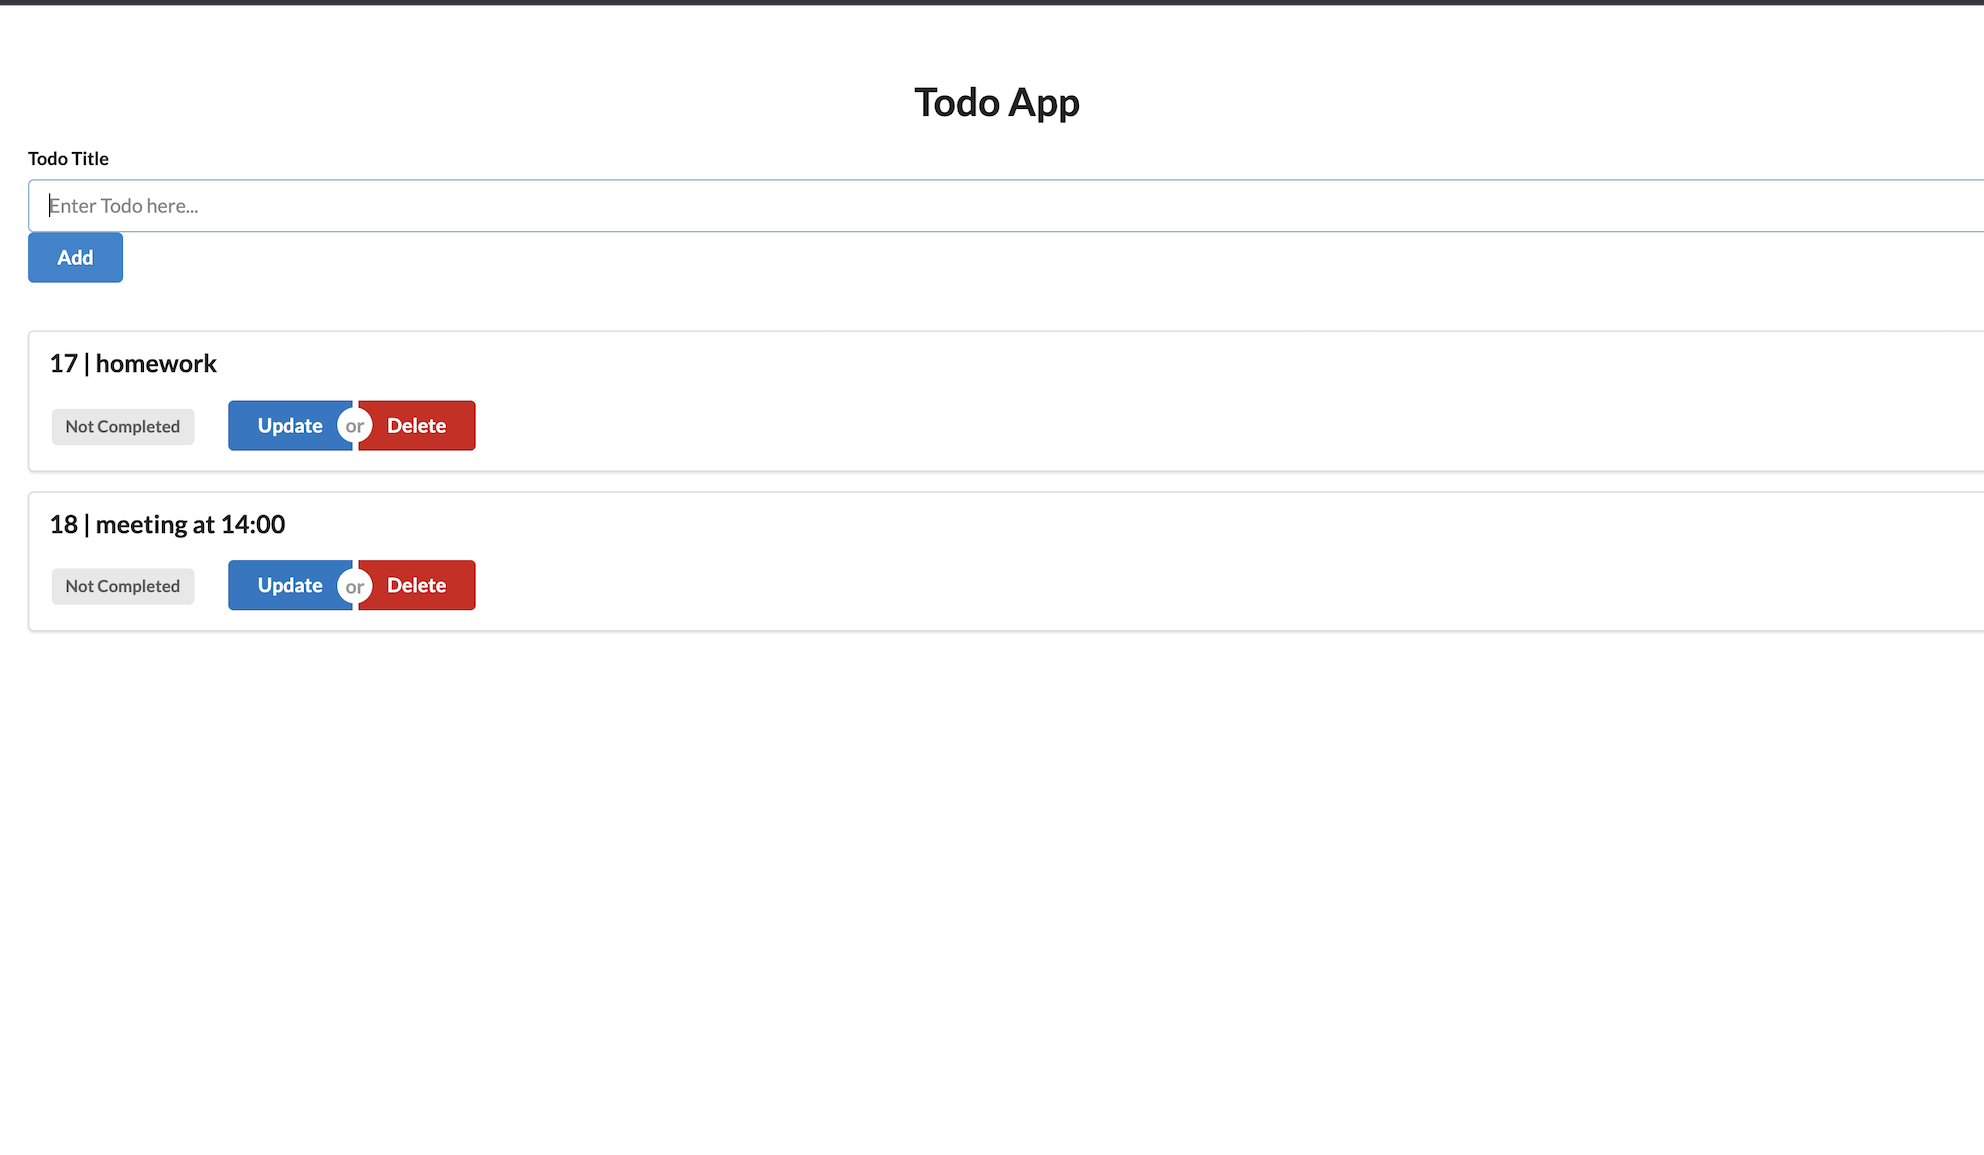 Todo App
Todo Title
Enter Todo here...
Add
17 | homework
Not Completed Update or Delete
18 | meeting at 14:00
Not Completed Update or Delete